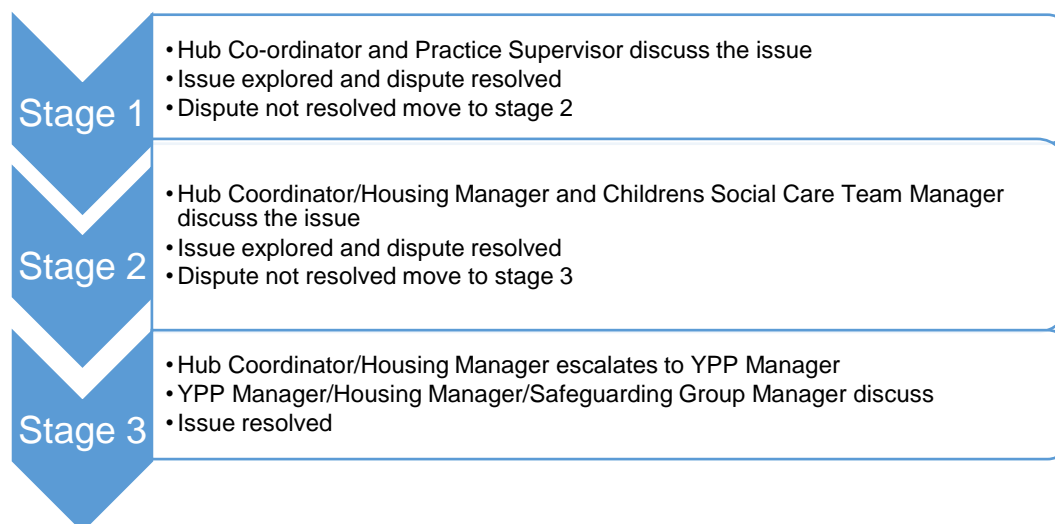 Stage 1
•Hub Co-ordinator and Practice Supervisor discuss the issue
•Issue explored and dispute resolved
•Dispute not resolved move to stage 2
Stage 2
•Hub Coordinator/Housing Manager and Childrens Social Care Team Manager
discuss the issue
•Issue explored and dispute resolved
•Dispute not resolved move to stage 3
Stage 3
•Hub Coordinator/Housing Manager escalates to YPP Manager
•YPP Manager/Housing Manager/Safeguarding Group Manager discuss
•Issue resolved